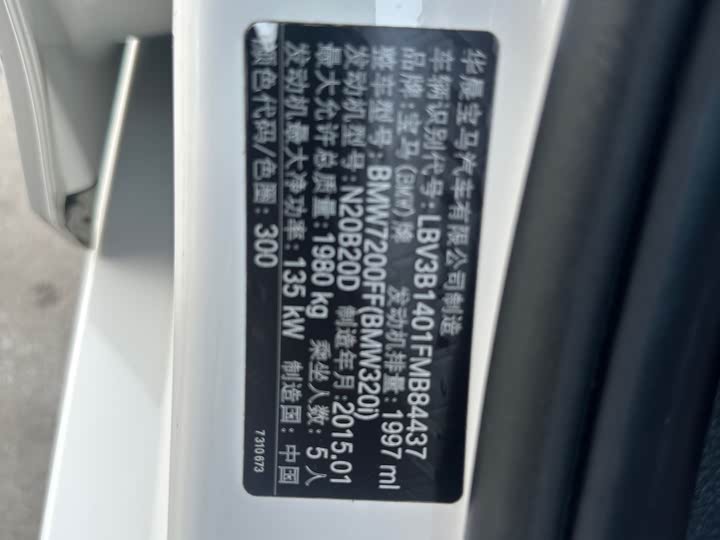 华晨宝马汽车有限公司制造
车辆识别代号: LBV3B1401FMB84437
品牌: 宝马 (BMW) 牌 发动机排量: 1997 ml
整车型号: BMW7200FF(BMW320i)
发动机型号: N20B20D 制造年月: 2015.01
最大允许总质量: 1980 kg 乘坐人数: 5 人
发动机最大净功率: 135 kW 制造国: 中国
颜色代码/色圈: 300
7 310 673